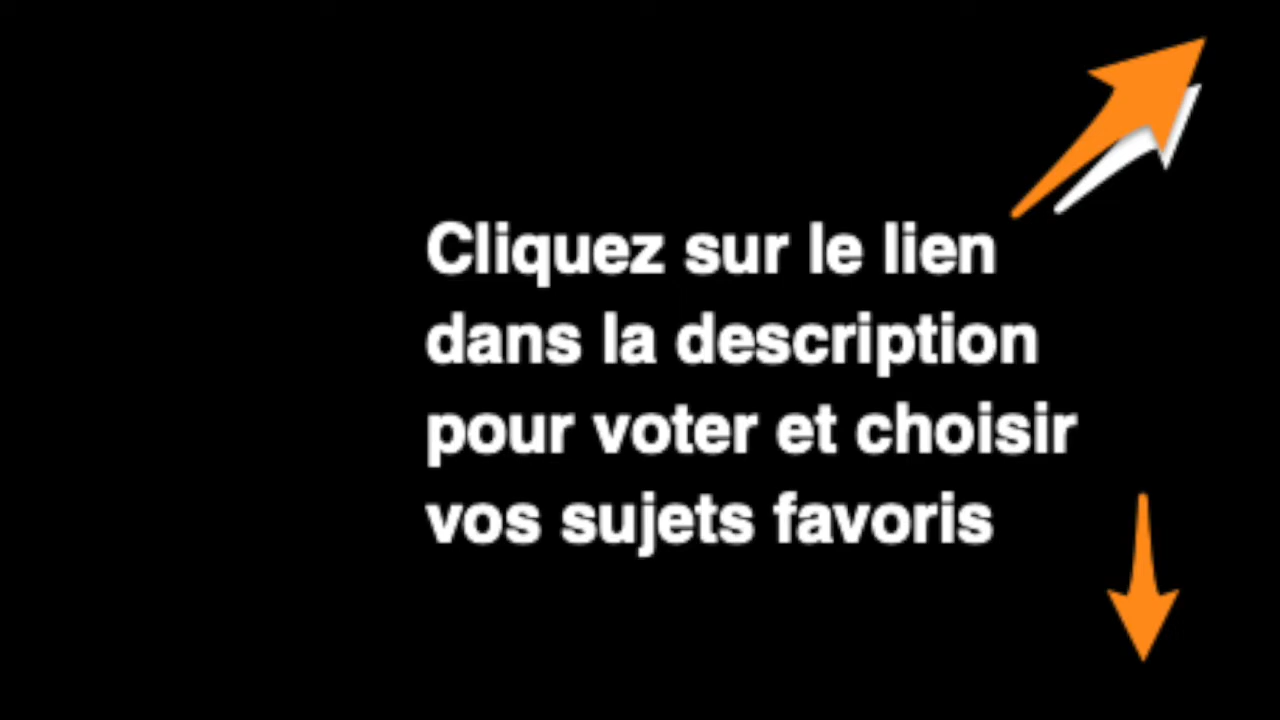 Cliquez sur le lien
dans la description
pour voter et choisir
vos sujets favoris